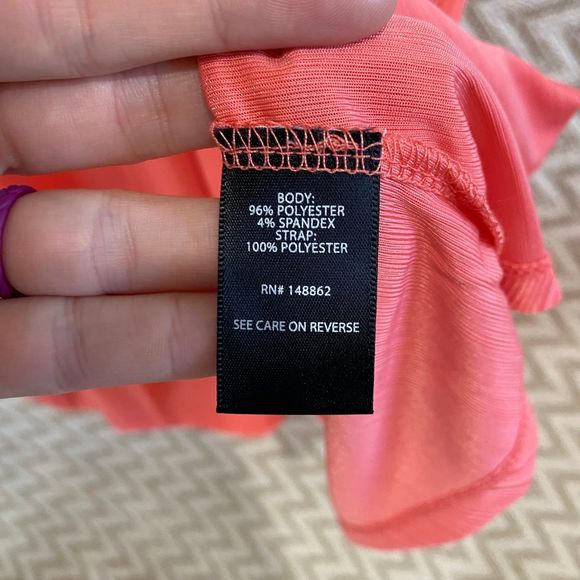 BODY:
96% POLYESTER
4% SPANDEX
STRAP:
100% POLYESTER
RN# 148862
SEE CARE ON REVERSE